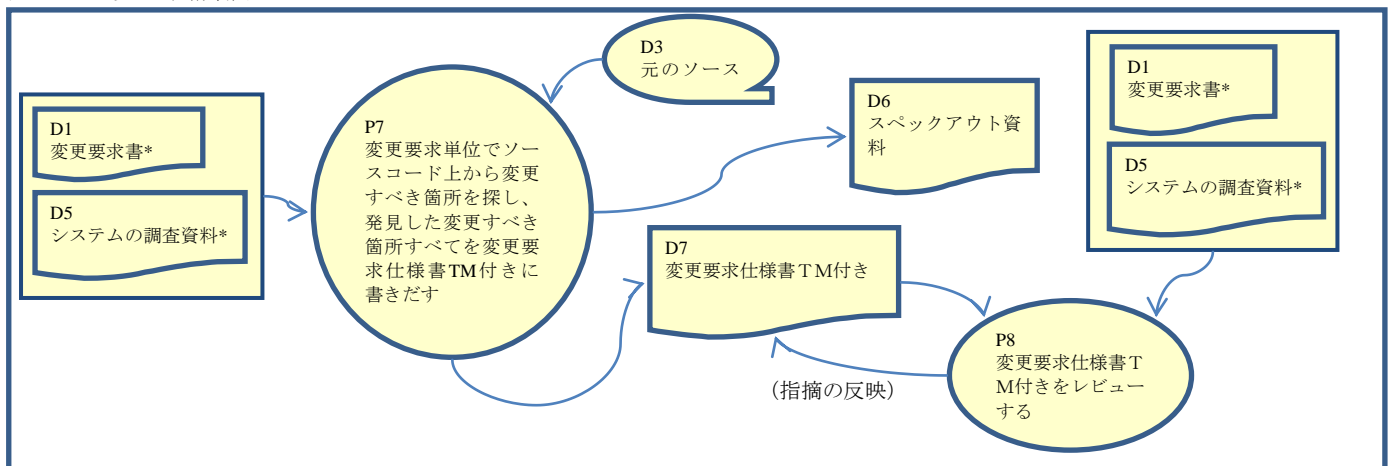 D1
変更要求書*
D5
システムの調査資料*
P7
変更要求単位でソー
スコード上から変更
すべき箇所を探し、
発見した変更すべき
箇所すべてを変更要
求仕様書TM付きに
書きだす
D3
元のソース
D6
スペックアウト資
料
D7
変更要求仕様書ＴＭ付き
(指摘の反映)
D1
変更要求書*
D5
システムの調査資料*
P8
変更要求仕様書Ｔ
Ｍ付きをレビュー
する